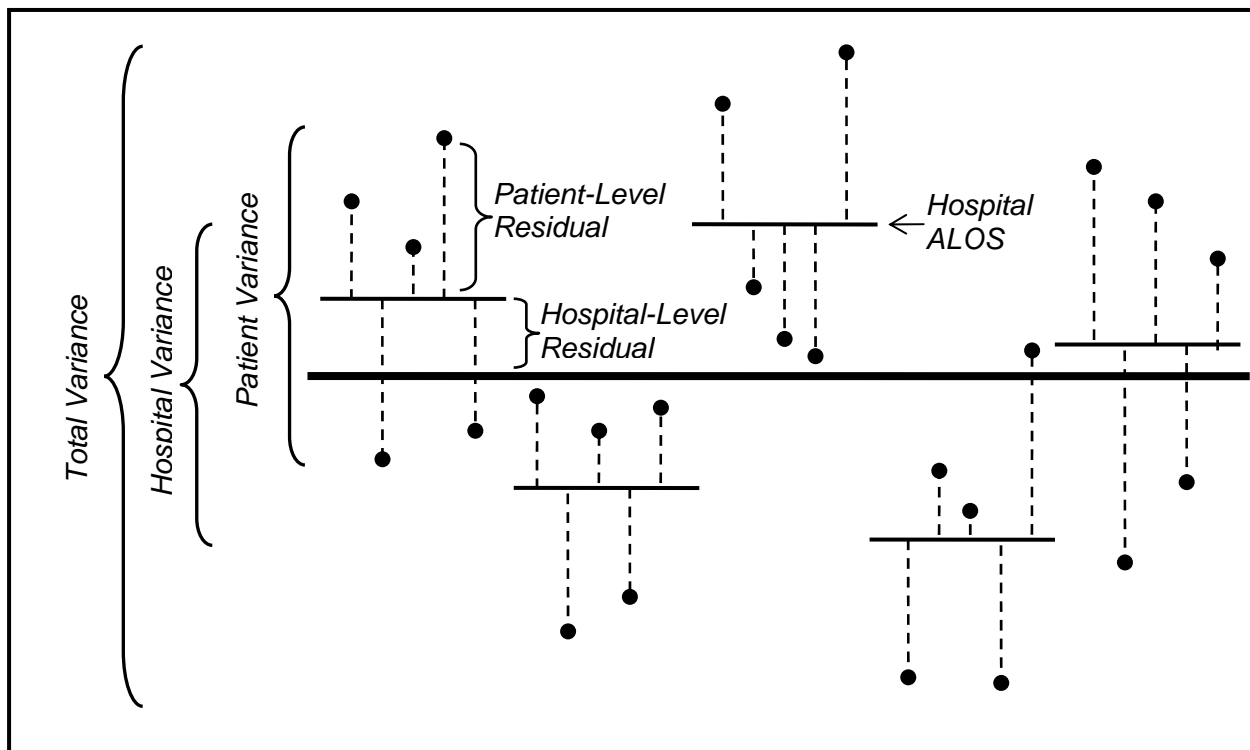 Total Variance
Hospital Variance
Patient Variance
Patient-Level
Residual
Hospital-Level
Residual
Hospital
ALOS